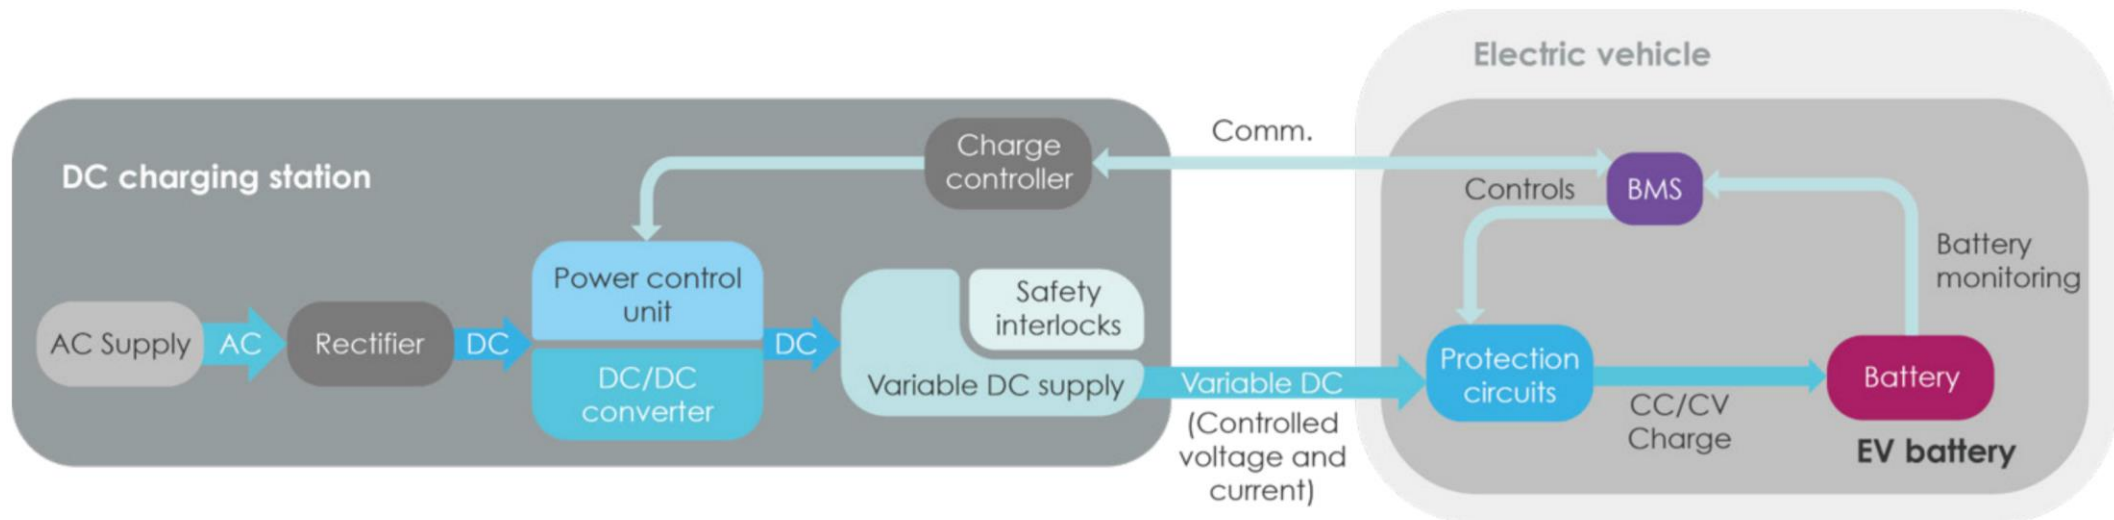 Electric vehicle
DC charging station
Charge
controller
Comm.
Controls
BMS
Battery
monitoring
AC Supply
AC
Rectifier
DC
Power control
unit
DC/DC
converter
DC
Safety
interlocks
Variable DC supply
Variable DC
(Controlled
voltage and
current)
Protection
circuits
CC/CV
Charge
Battery
EV battery